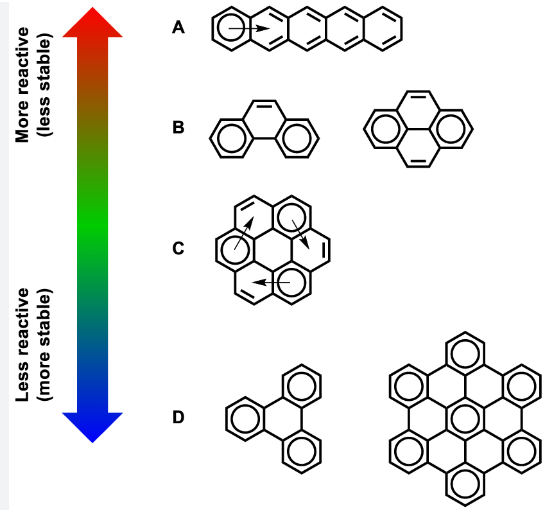 More reactive
(less stable)
Less reactive
(more stable)
A
B
C
D